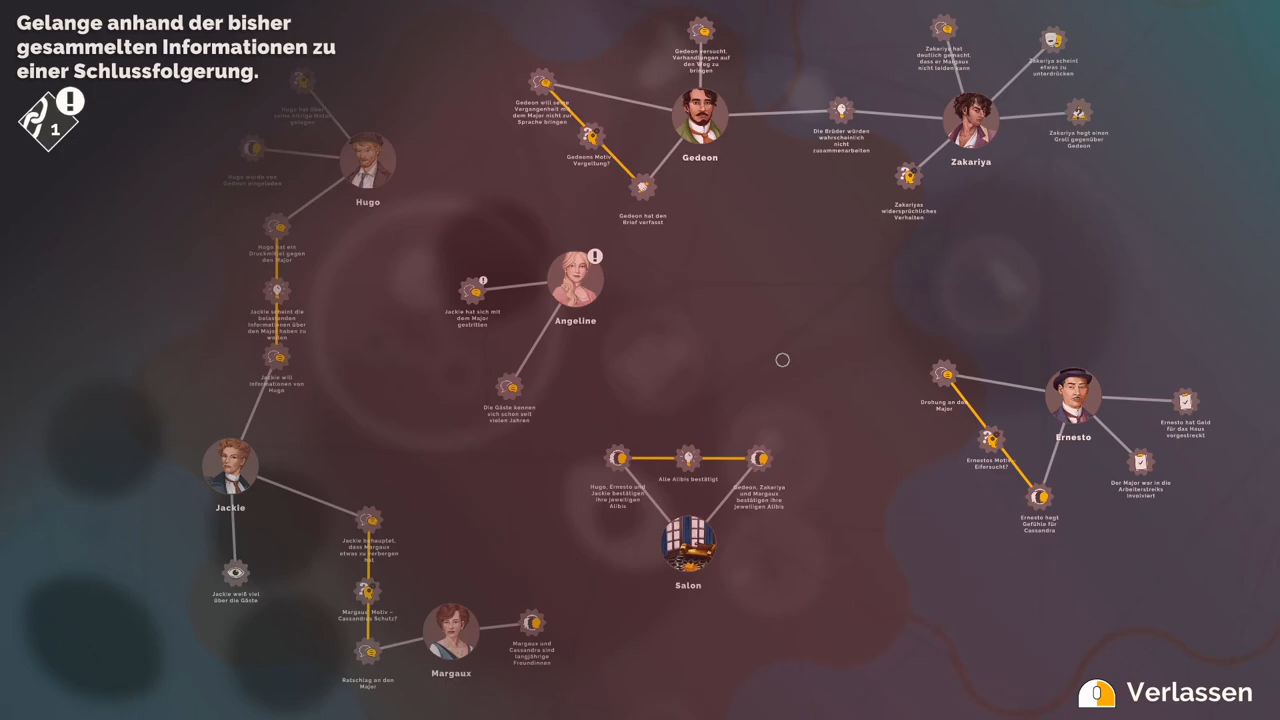 Gelange anhand der bisher
gesammelten Informationen zu
einer Schlussfolgerung.
1
Hugo hat über
seine nötige
gelogen
Hugo wurde von
Gedeon eingeladen
Hugo
Hugo hat ein
Druckmittel gegen
den Major
Jackie scheint die
belastenden
Informationen über
den Major haben zu
wollen
Jackie will
Informationen von
Hugo
Jackie
Jackie weiß viel
über die Gäste
Jackie behauptet,
dass Margaux
etwas zu verbergen
hat
Margaux' Motiv –
Cassandras Schutz?
Ratschlag an den
Major
Margaux
Margaux und
Cassandra sind
langjährige
Freundinnen
Gedeon versucht,
Verhandlungen auf
den Weg zu
bringen
Gedeon will seine
Vergangenheit mit
dem Major nicht zur
Sprache bringen
Gedeons Motiv –
Vergeltung?
Gedeon hat den
Brief verfasst
Gedeon
Die Brüder würden
wahrscheinlich
nicht
zusammenarbeiten
Zakariya hat
deutlich gemacht,
dass er Margaux
nicht leiden kann
Zakariya scheint
etwas zu
unterdrücken
Zakariya hegt einen
Groll gegenüber
Gedeon
Zakariya
Zakariyas
widersprüchliches
Verhalten
Angeline
Jackie hat sich mit
dem Major
gestritten
Die Gäste kennen
sich schon seit
vielen Jahren
Hugo, Ernesto und
Jackie bestätigen
ihre jeweiligen
Alibis
Alle Alibis bestätigt
Gedeon, Zakariya
und Margaux
bestätigen ihre
jeweiligen Alibis
Salon
Drohung an den
Major
Ernestos Motiv –
Eifersucht?
Ernesto hegt
Gefühle für
Cassandra
Ernesto
Ernesto hat Geld
für das Haus
vorgestreckt
Der Major war in die
Arbeiterstreiks
involviert
Verlassen